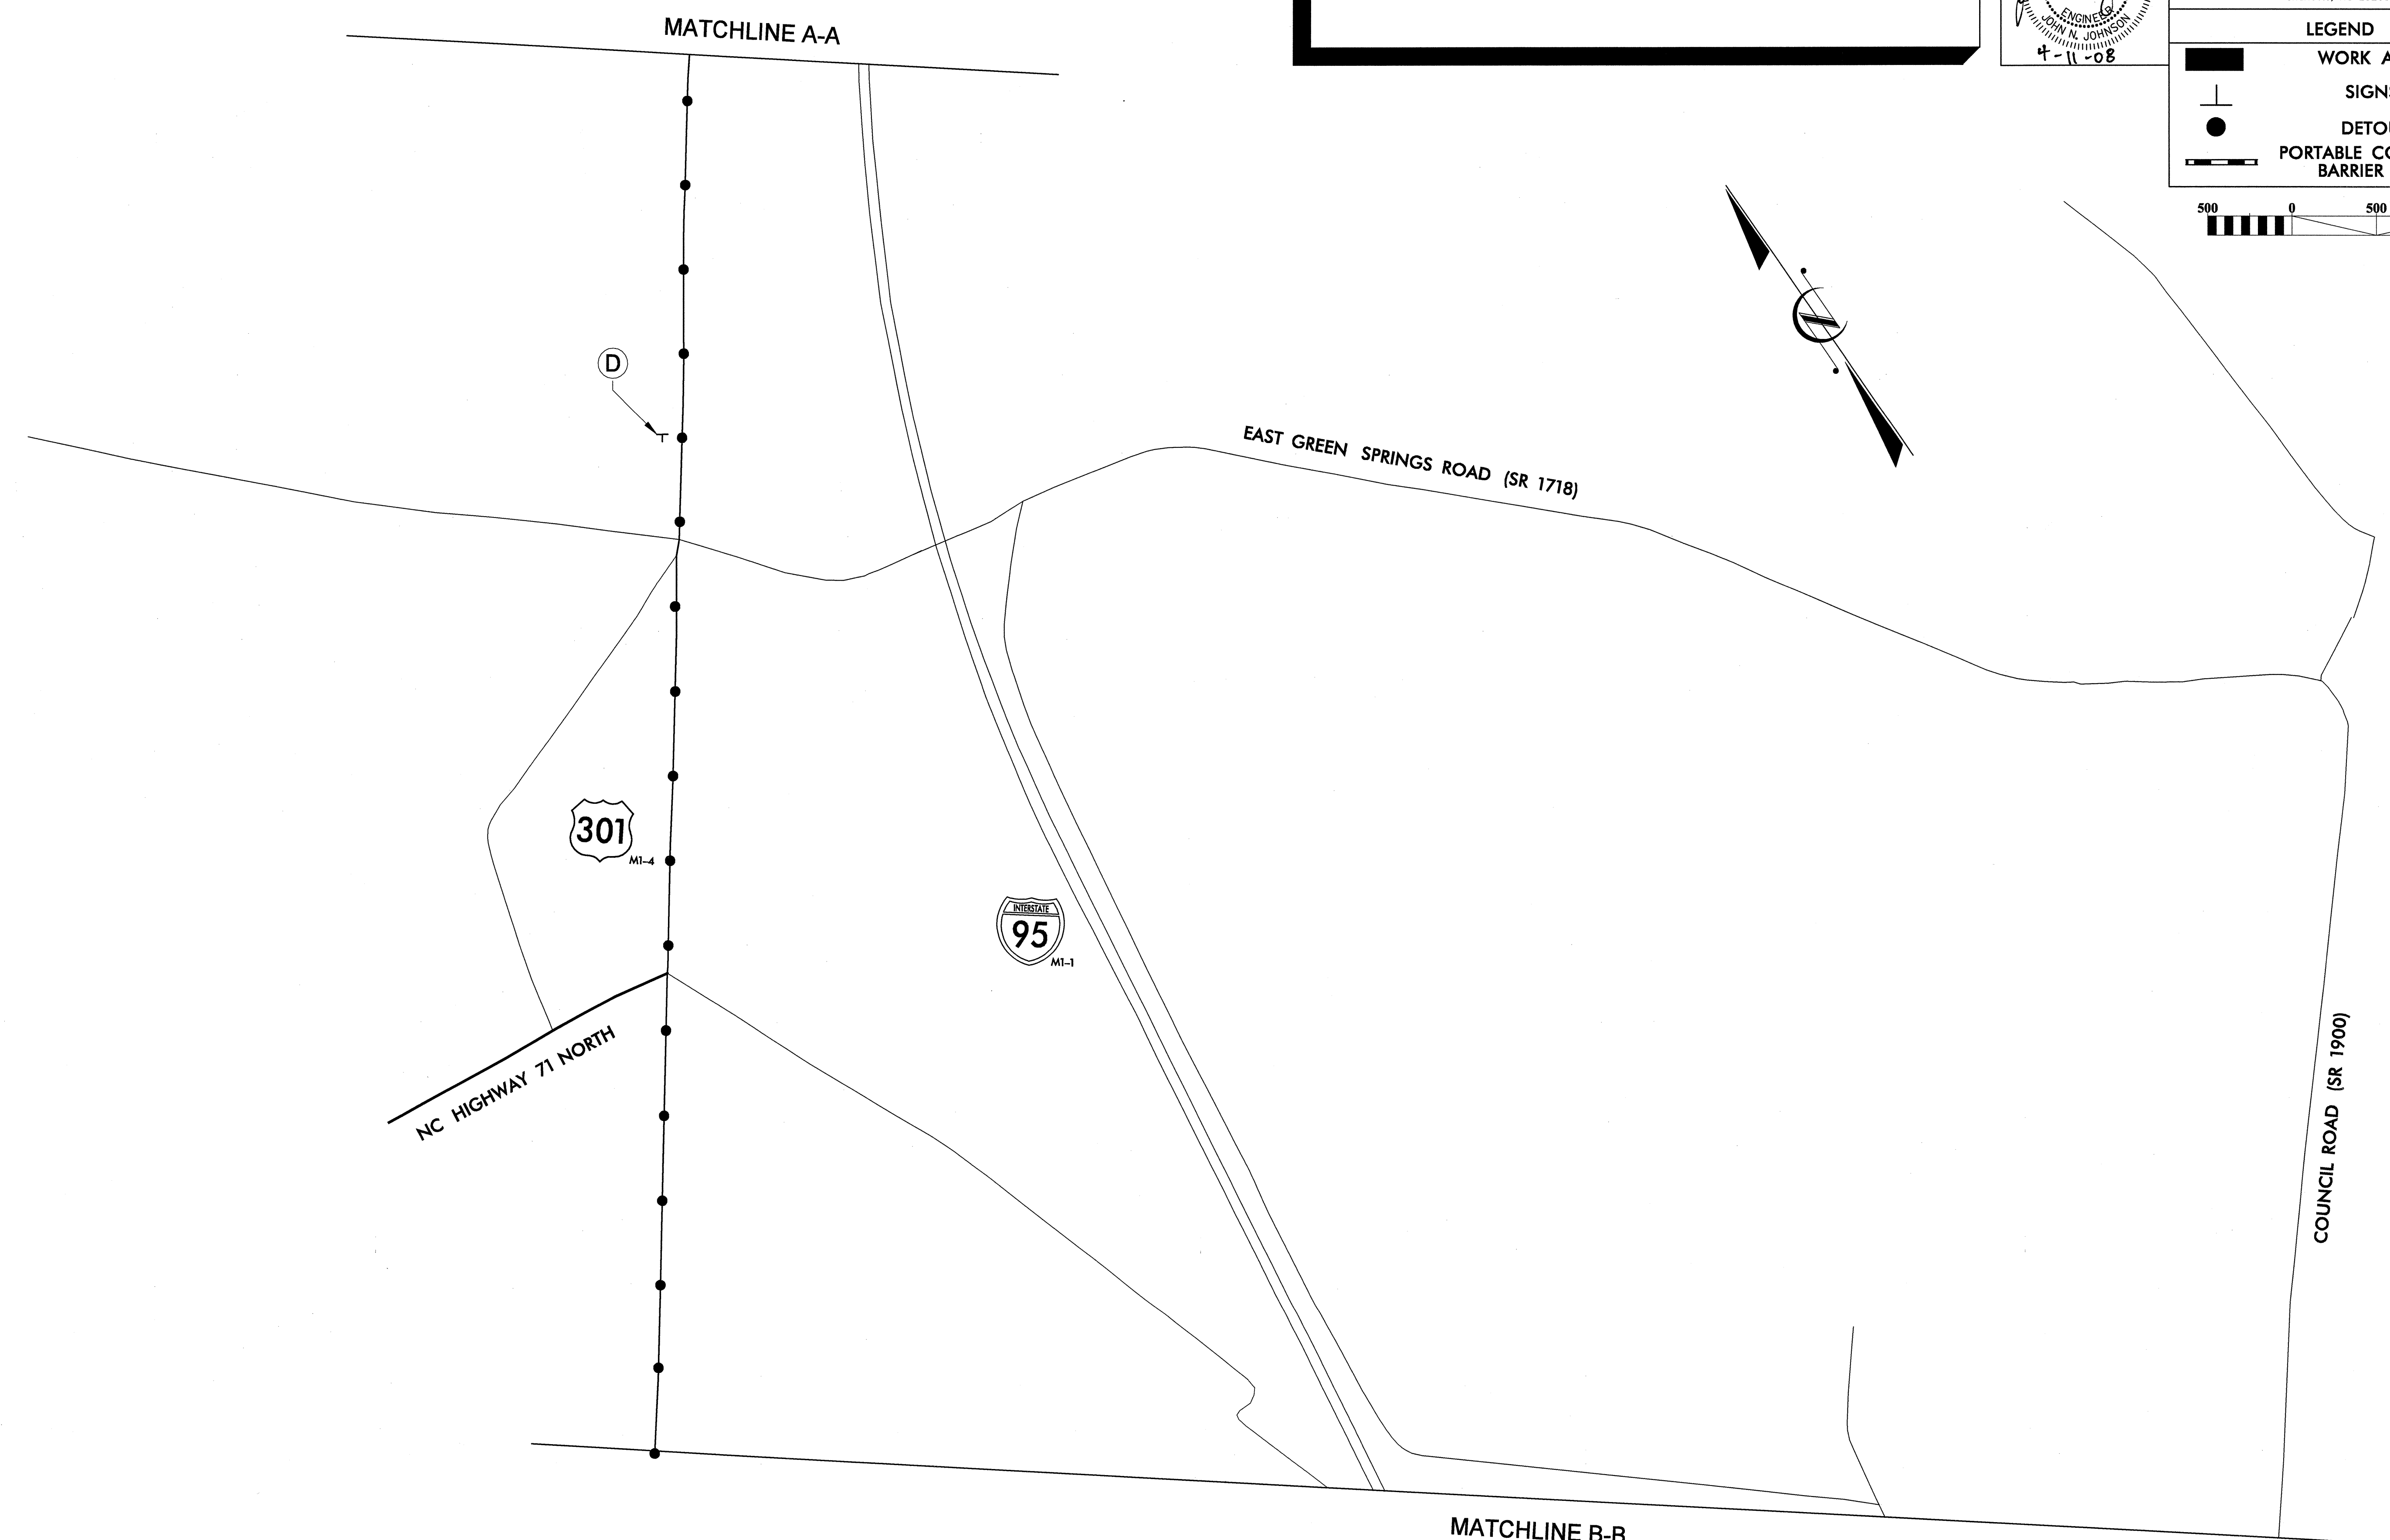 MATCHLINE A-A
ENGINEER
JOHN N. JOHNSON
4-11-08
LEGEND
WORK A
SIGNS
DETOU
PORTABLE CO
BARRIER
500 0 500
D
EAST GREEN SPRINGS ROAD (SR 1718)
301
M1-4
INTERSTATE
95
M1-1
NC HIGHWAY 71 NORTH
COUNCIL ROAD (SR 1900)
MATCHLINE B-B